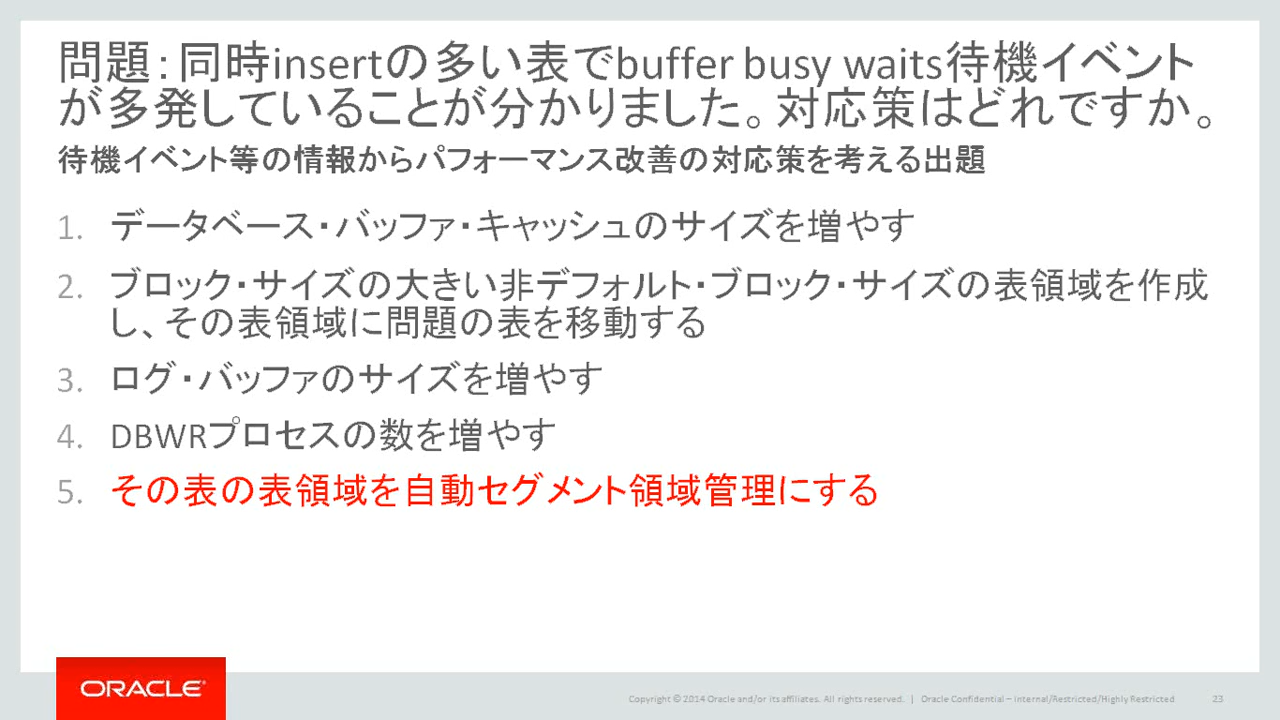 問題：同時insertの多い表でbuffer busy waits待機イベント
が多発していることが分かりました。対応策はどれですか。
待機イベント等の情報からパフォーマンス改善の対応策を考える出題
1. データベース・バッファ・キャッシュのサイズを増やす
2. ブロック・サイズの大きい非デフォルト・ブロック・サイズの表領域を作成
し、その表領域に問題の表を移動する
3. ログ・バッファのサイズを増やす
4. DBWRプロセスの数を増やす
5. その表の表領域を自動セグメント領域管理にする
ORACLE®
Copyright © 2014 Oracle and/or its affiliates. All rights reserved. | Oracle Confidential – Internal/Restricted/Highly Restricted 23